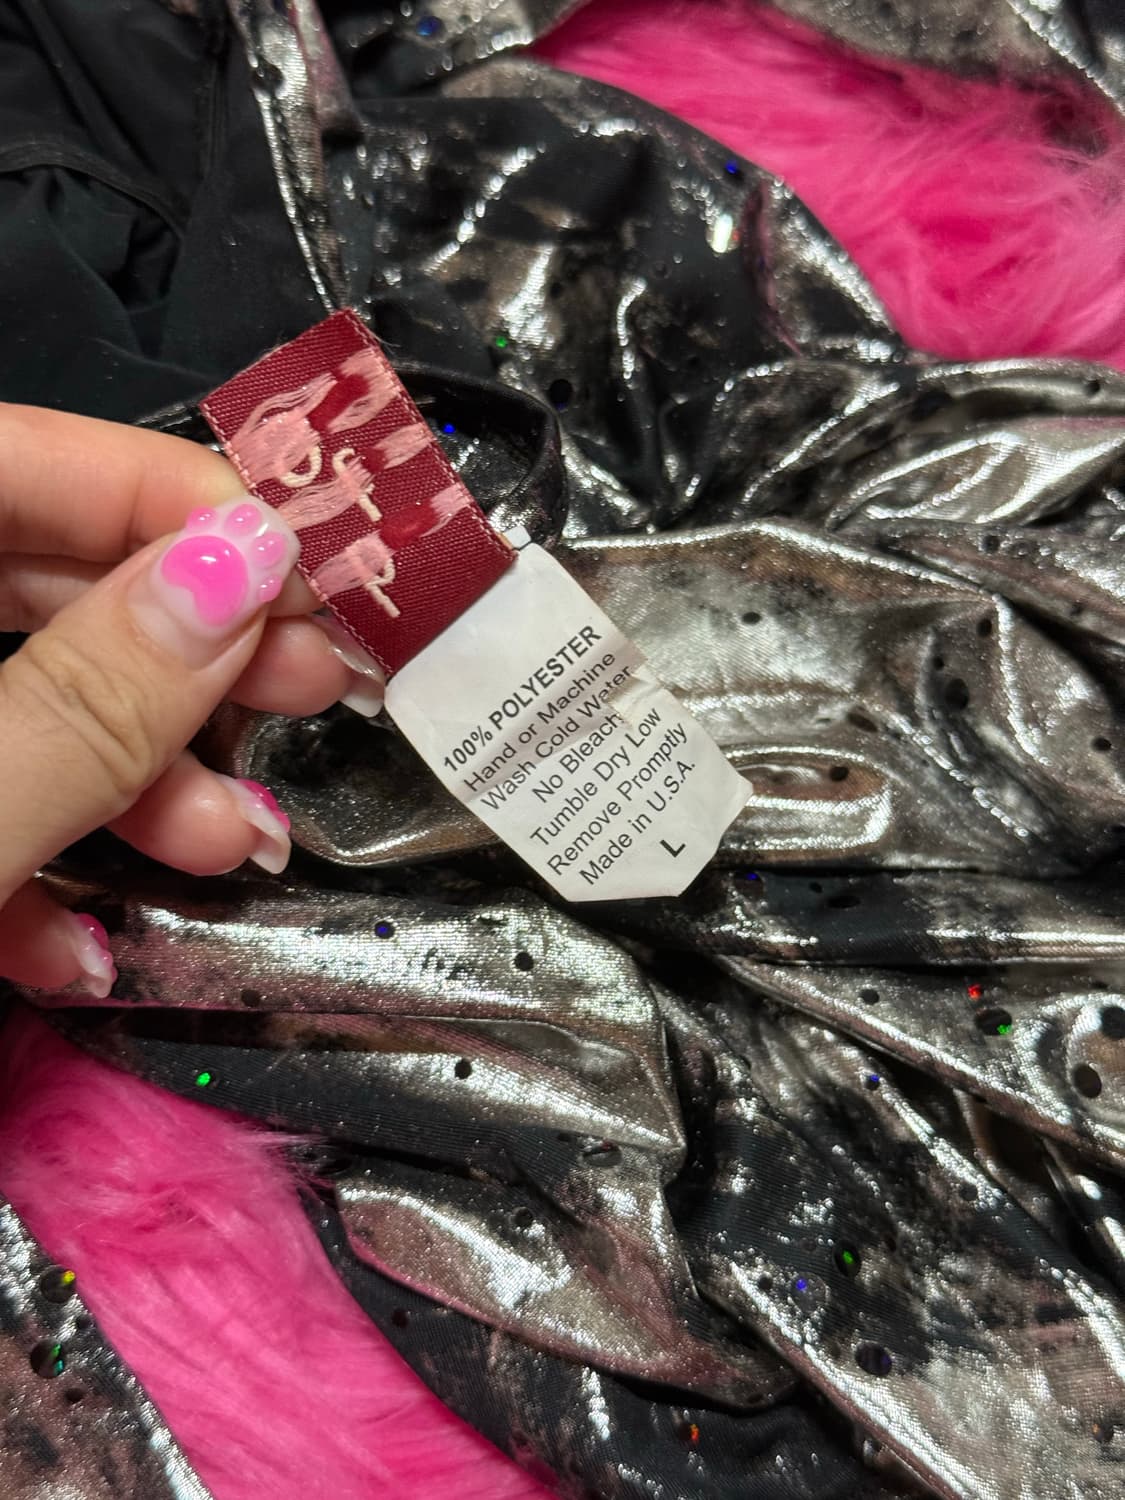 100% POLYESTER
Hand or Machine
Wash Cold Water
No Bleach
Tumble Dry Low
Remove Promptly
Made in U.S.A.
L